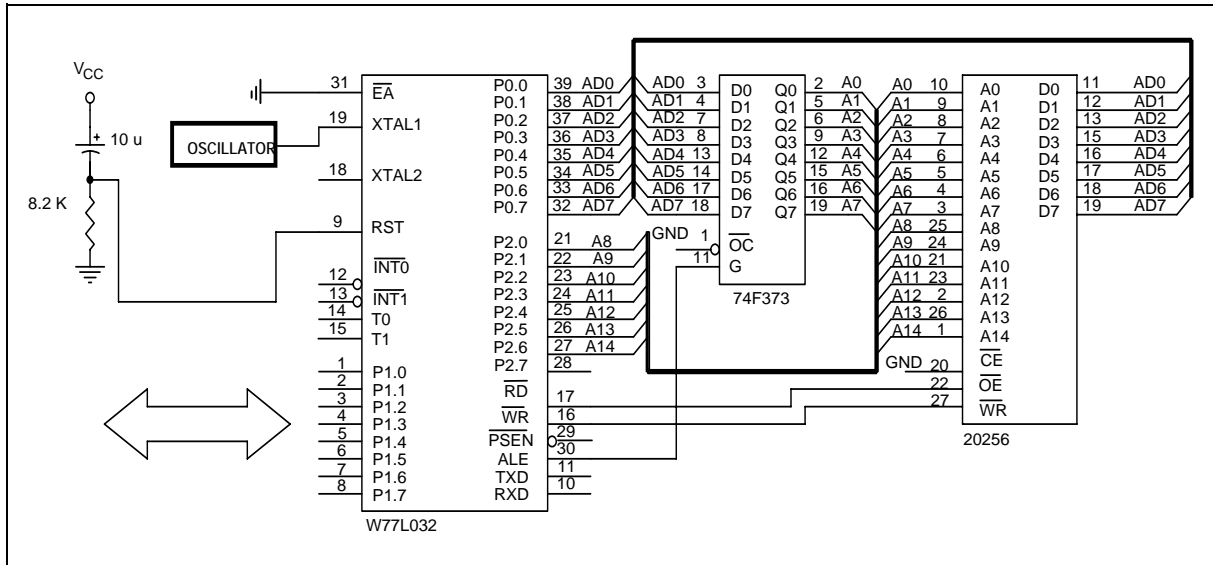 VCC
10 u
8.2 K
OSCILLATOR
31 EA
19 XTAL1
18 XTAL2
9 RST
12 INT0
13 INT1
14 T0
15 T1
1 P1.0
2 P1.1
3 P1.2
4 P1.3
5 P1.4
6 P1.5
7 P1.6
8 P1.7
P0.0 39 AD0
P0.1 38 AD1
P0.2 37 AD2
P0.3 36 AD3
P0.4 35 AD4
P0.5 34 AD5
P0.6 33 AD6
P0.7 32 AD7
P2.0 21 A8
P2.1 22 A9
P2.2 23 A10
P2.3 24 A11
P2.4 25 A12
P2.5 26 A13
P2.6 27 A14
P2.7 28
RD 17
WR 16
PSEN 29
ALE 30
TXD 11
RXD 10
W77L032
AD0 3 D0 Q0 2 A0
AD1 4 D1 Q1 5 A1
AD2 7 D2 Q2 6 A2
AD3 8 D3 Q3 9 A3
AD4 13 D4 Q4 12 A4
AD5 14 D5 Q5 15 A5
AD6 17 D6 Q6 16 A6
AD7 18 D7 Q7 19 A7
GND 1 OC
11 G
74F373
A0 10 A0 D0 11 AD0
A1 9 A1 D1 12 AD1
A2 8 A2 D2 13 AD2
A3 7 A3 D3 15 AD3
A4 6 A4 D4 16 AD4
A5 5 A5 D5 17 AD5
A6 4 A6 D6 18 AD6
A7 3 A7 D7 19 AD7
A8 25 A8
A9 24 A9
A10 21 A10
A11 23 A11
A12 2 A12
A13 26 A13
A14 1 A14
GND 20 CE
22 OE
27 WR
20256